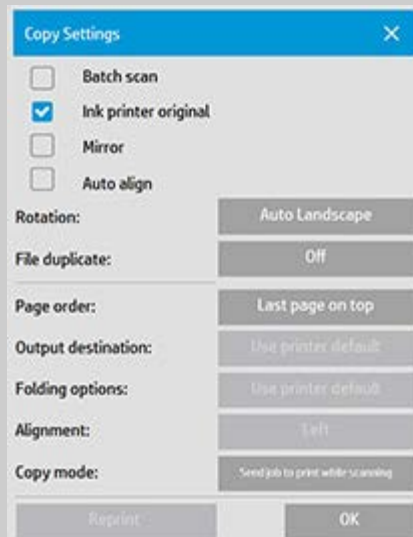 Copy Settings
Batch scan
Ink printer original
Mirror
Auto align
Rotation: Auto Landscape
File duplicate: Off
Page order: Last page on top
Output destination: Use printer default
Folding options: Use printer default
Alignment: Left
Copy mode: Send job to print while scanning
Reprint OK